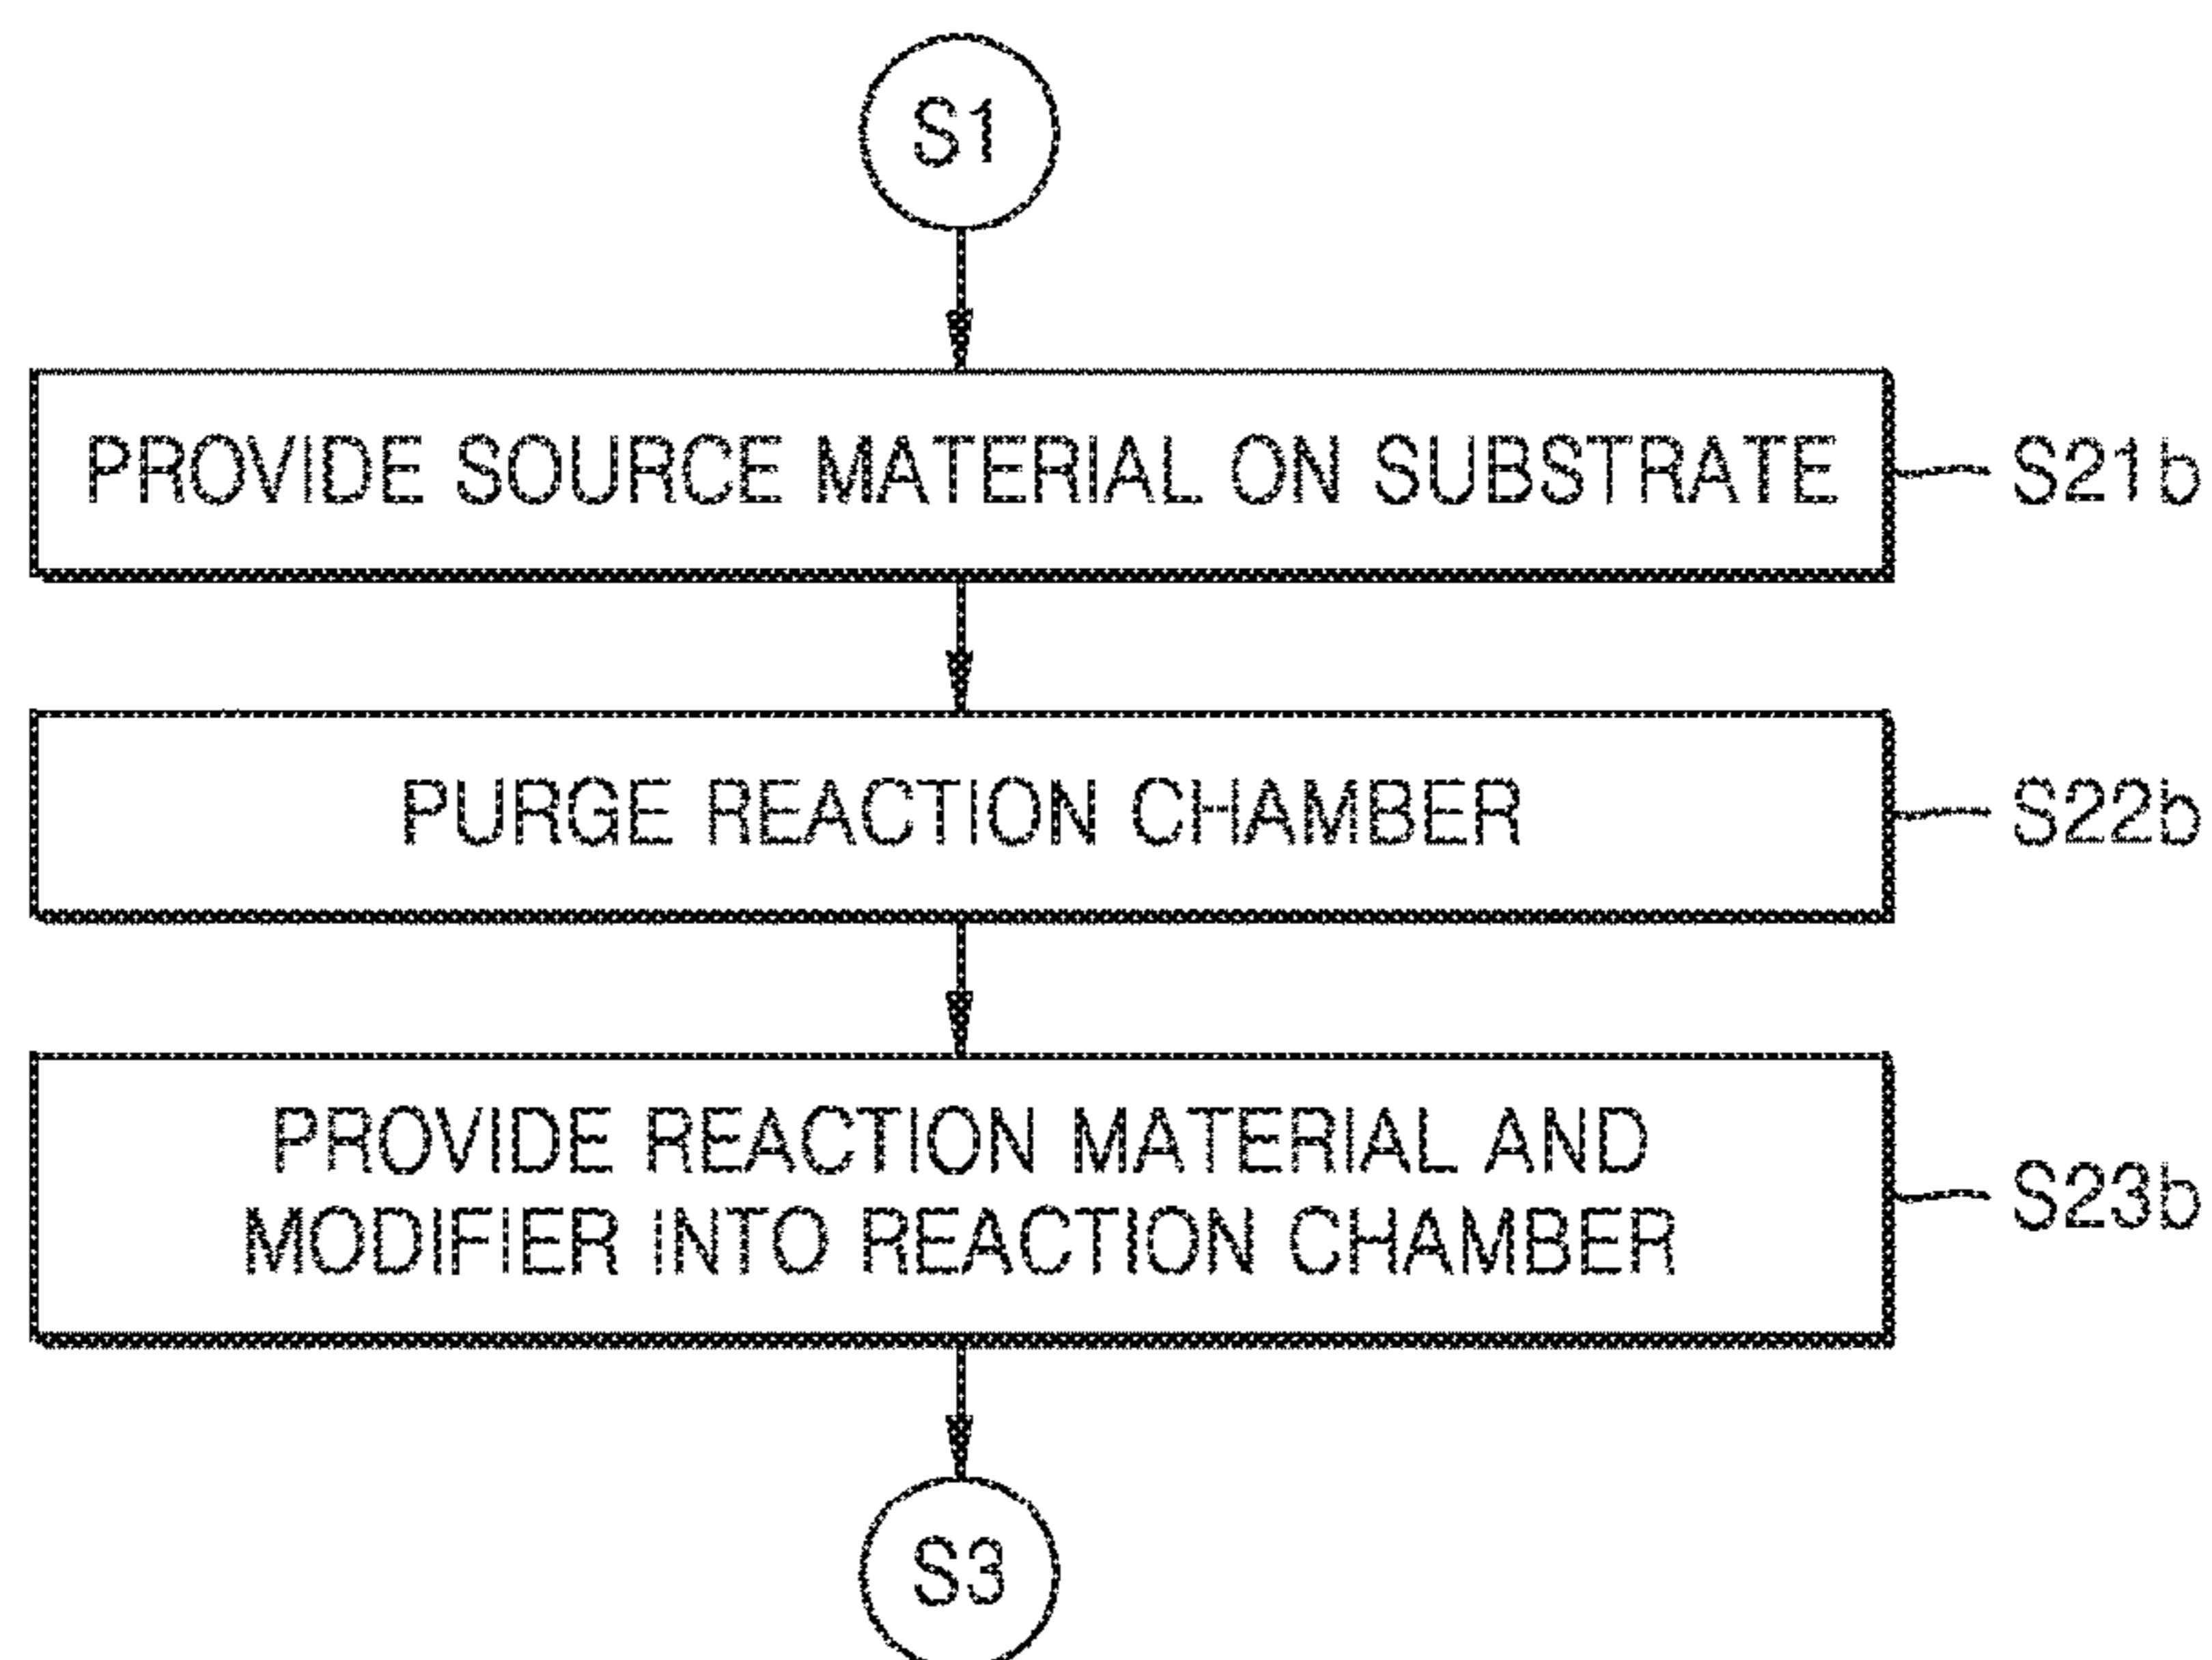 S1
PROVIDE SOURCE MATERIAL ON SUBSTRATE
S21b
PURGE REACTION CHAMBER
S22b
PROVIDE REACTION MATERIAL AND
MODIFIER INTO REACTION CHAMBER
S23b
S3